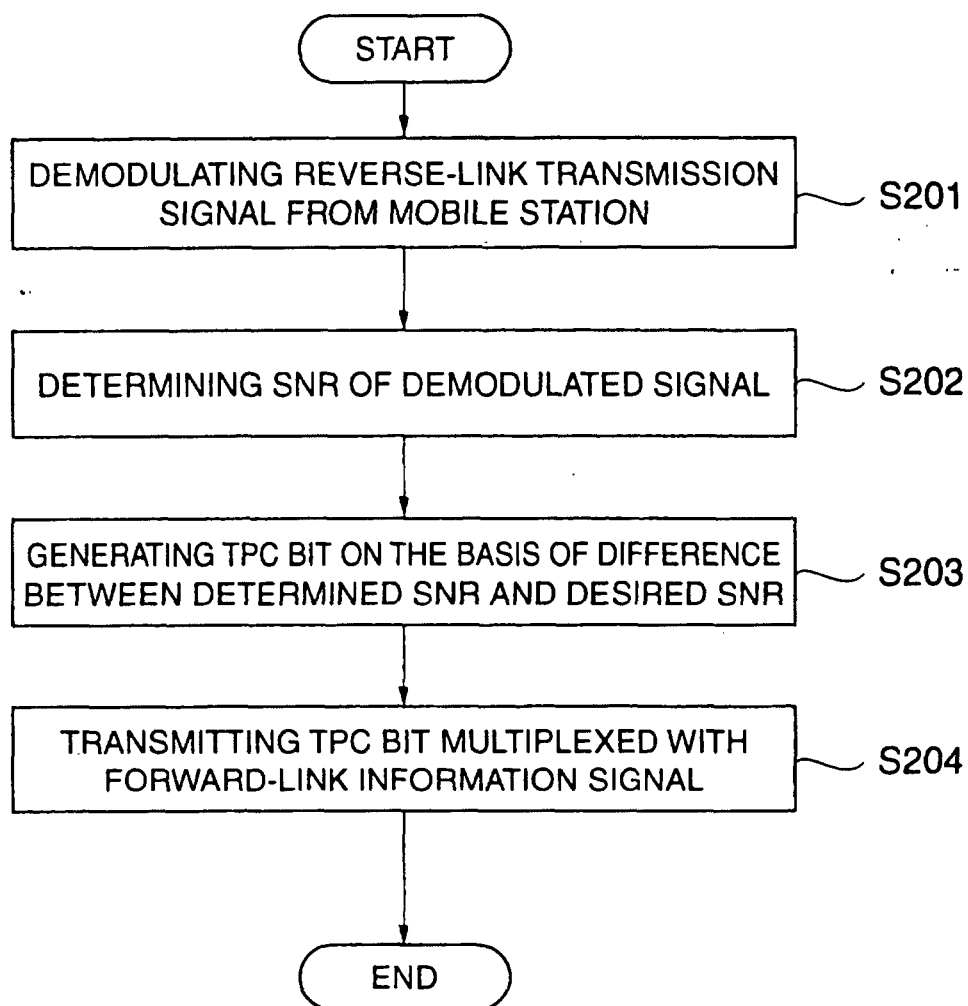 START
DEMODULATING REVERSE-LINK TRANSMISSION
SIGNAL FROM MOBILE STATION
S201
DETERMINING SNR OF DEMODULATED SIGNAL
S202
GENERATING TPC BIT ON THE BASIS OF DIFFERENCE
BETWEEN DETERMINED SNR AND DESIRED SNR
S203
TRANSMITTING TPC BIT MULTIPLEXED WITH
FORWARD-LINK INFORMATION SIGNAL
S204
END